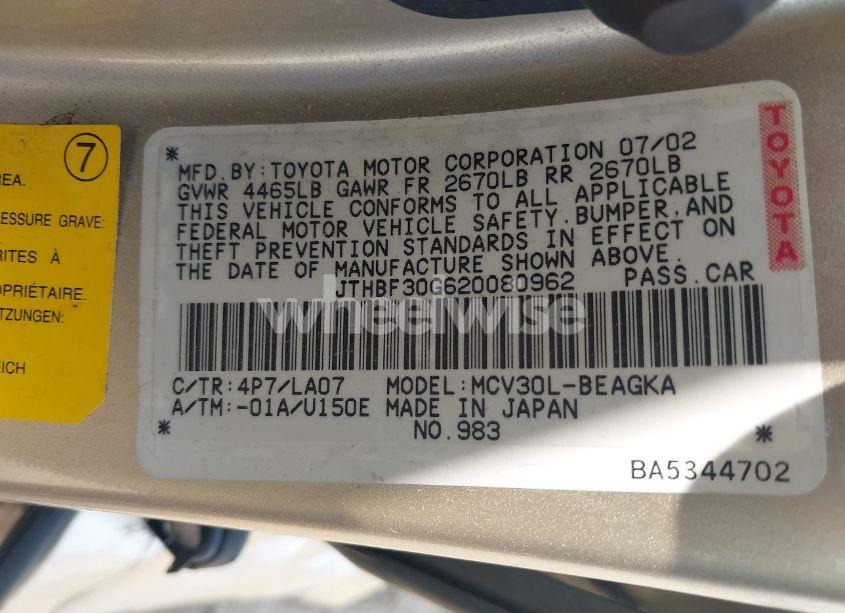 7
REA.
RESSURE GRAVE:
RITES À
OPRIÉTAIRE.
TZUNGEN:
EICH
* MFD.BY:TOYOTA MOTOR CORPORATION 07/02
GVWR 4465LB GAWR FR 2670LB RR 2670LB
THIS VEHICLE CONFORMS TO ALL APPLICABLE
FEDERAL MOTOR VEHICLE SAFETY.BUMPER.AND
THEFT PREVENTION STANDARDS IN EFFECT ON
THE DATE OF MANUFACTURE SHOWN ABOVE.
JTHBF30G620080962 PASS.CAR
C/TR:4P7/LA07 MODEL:MCV30L-BEAGKA
A/TM:-01A/U150E MADE IN JAPAN
* NO.983 *
BA5344702
TOYOTA
wheelwise